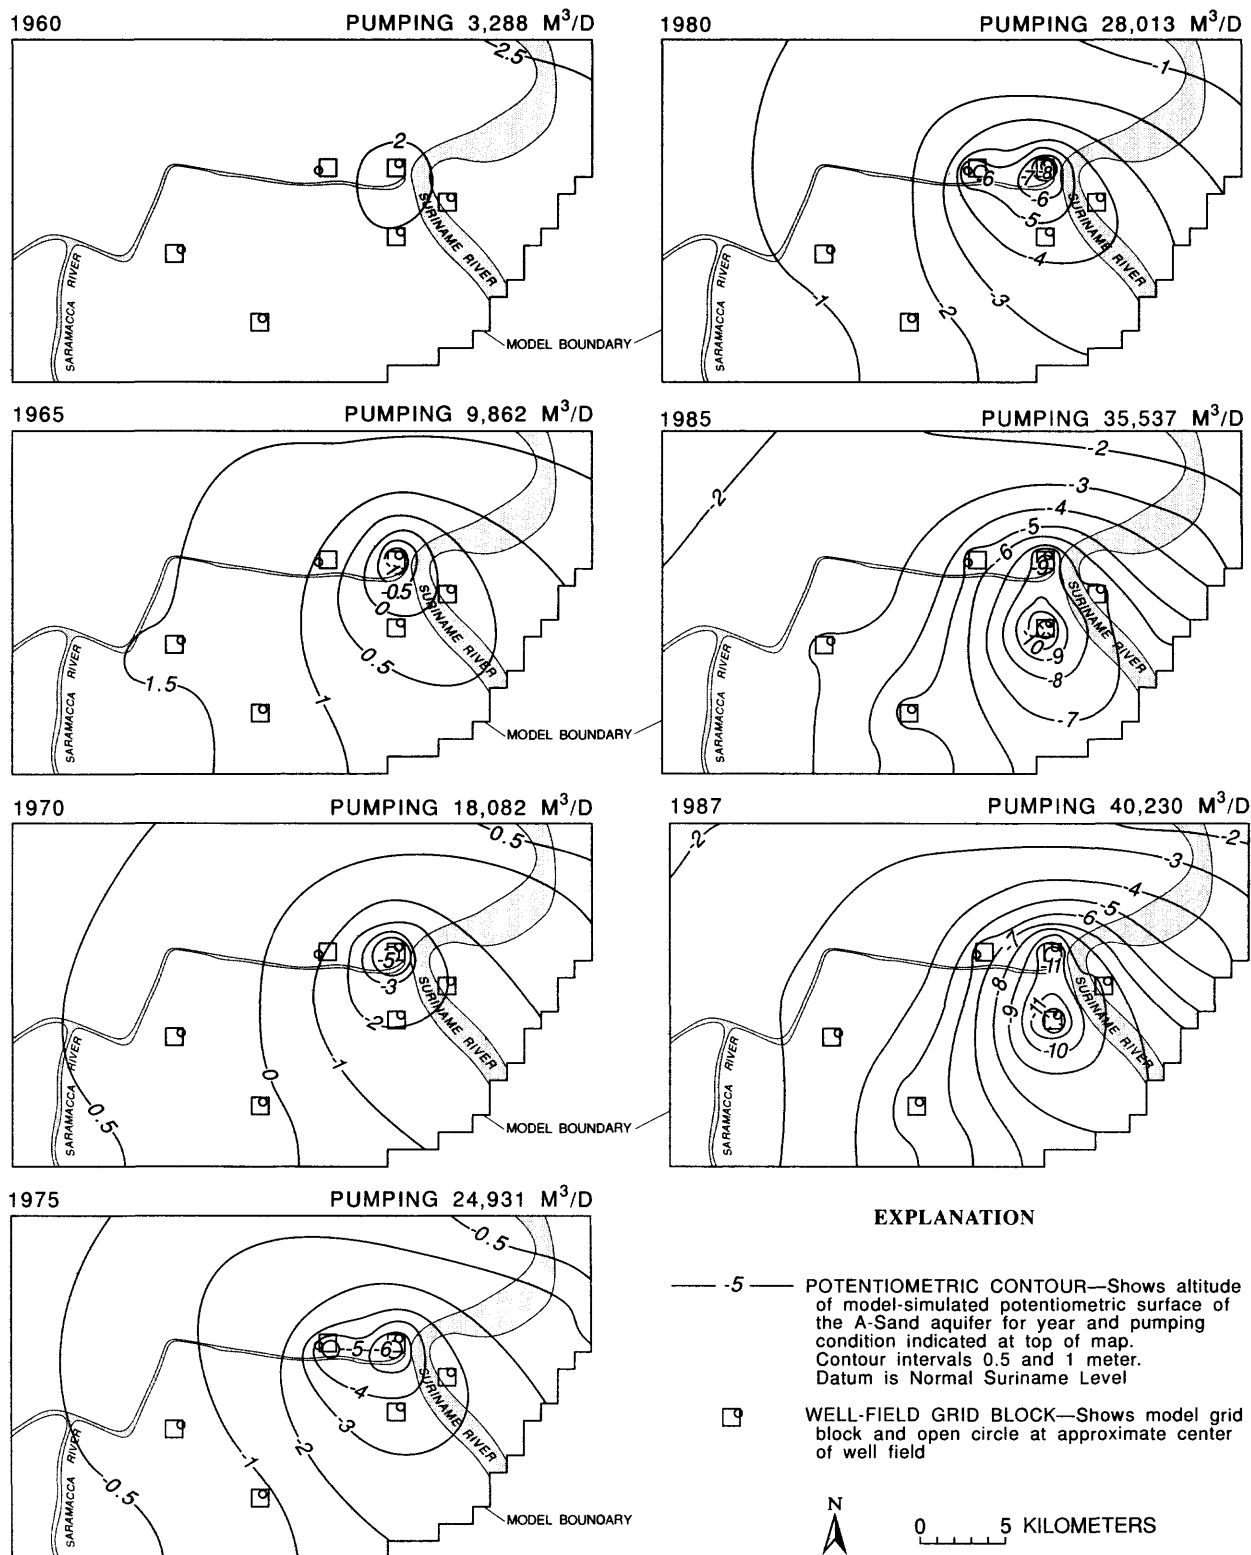 1960 PUMPING 3,288 M³/D
2.5
2
SURINAME RIVER
SARAMACCA RIVER
MODEL BOUNDARY
1980 PUMPING 28,013 M³/D
-1
-6
-7
-8
-6
-5
-4
-3
-2
-1
SURINAME RIVER
SARAMACCA RIVER
1965 PUMPING 9,862 M³/D
-1
-0.5
0
0.5
1
1.5
SURINAME RIVER
SARAMACCA RIVER
MODEL BOUNDARY
1985 PUMPING 35,537 M³/D
-2
-2
-3
-4
-5
-6
-9
-10
-9
-8
-7
SURINAME RIVER
SARAMACCA RIVER
1970 PUMPING 18,082 M³/D
0.5
-5
-3
-2
-1
0
0.5
SURINAME RIVER
SARAMACCA RIVER
MODEL BOUNDARY
1987 PUMPING 40,230 M³/D
-2
-2
-3
-4
-5
-6
-7
-8
-9
-11
-11
-10
SURINAME RIVER
SARAMACCA RIVER
1975 PUMPING 24,931 M³/D
-0.5
-5
-6
-4
-3
-2
-1
-0.5
SURINAME RIVER
SARAMACCA RIVER
MODEL BOUNDARY
EXPLANATION
-5 POTENTIOMETRIC CONTOUR—Shows altitude
of model-simulated potentiometric surface of
the A-Sand aquifer for year and pumping
condition indicated at top of map.
Contour intervals 0.5 and 1 meter.
Datum is Normal Suriname Level
WELL-FIELD GRID BLOCK—Shows model grid
block and open circle at approximate center
of well field
N
0 5 KILOMETERS